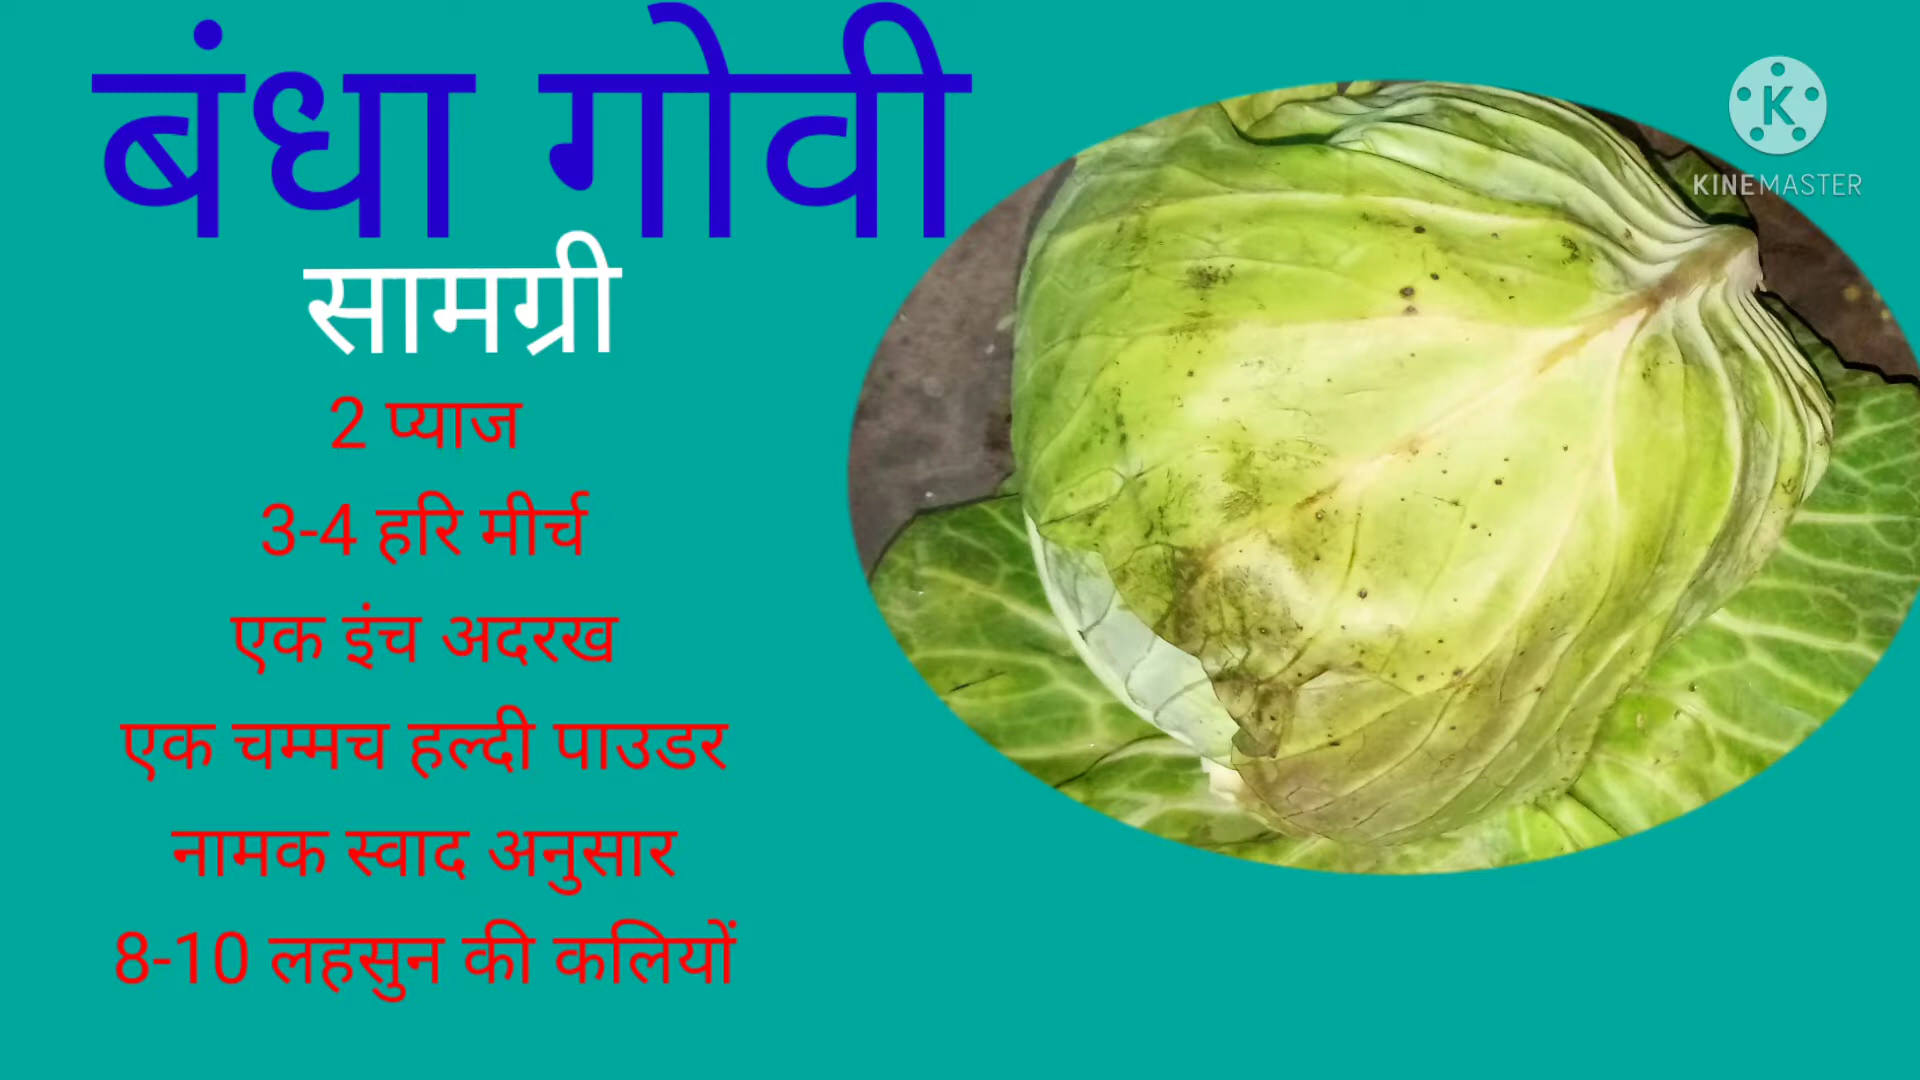 बंधा गोवी
सामग्री
2 प्याज
3-4 हरि मीर्च
एक इंच अदरख
एक चम्मच हल्दी पाउडर
नामक स्वाद अनुसार
8-10 लहसुन की कलियों
K
KINEMASTER